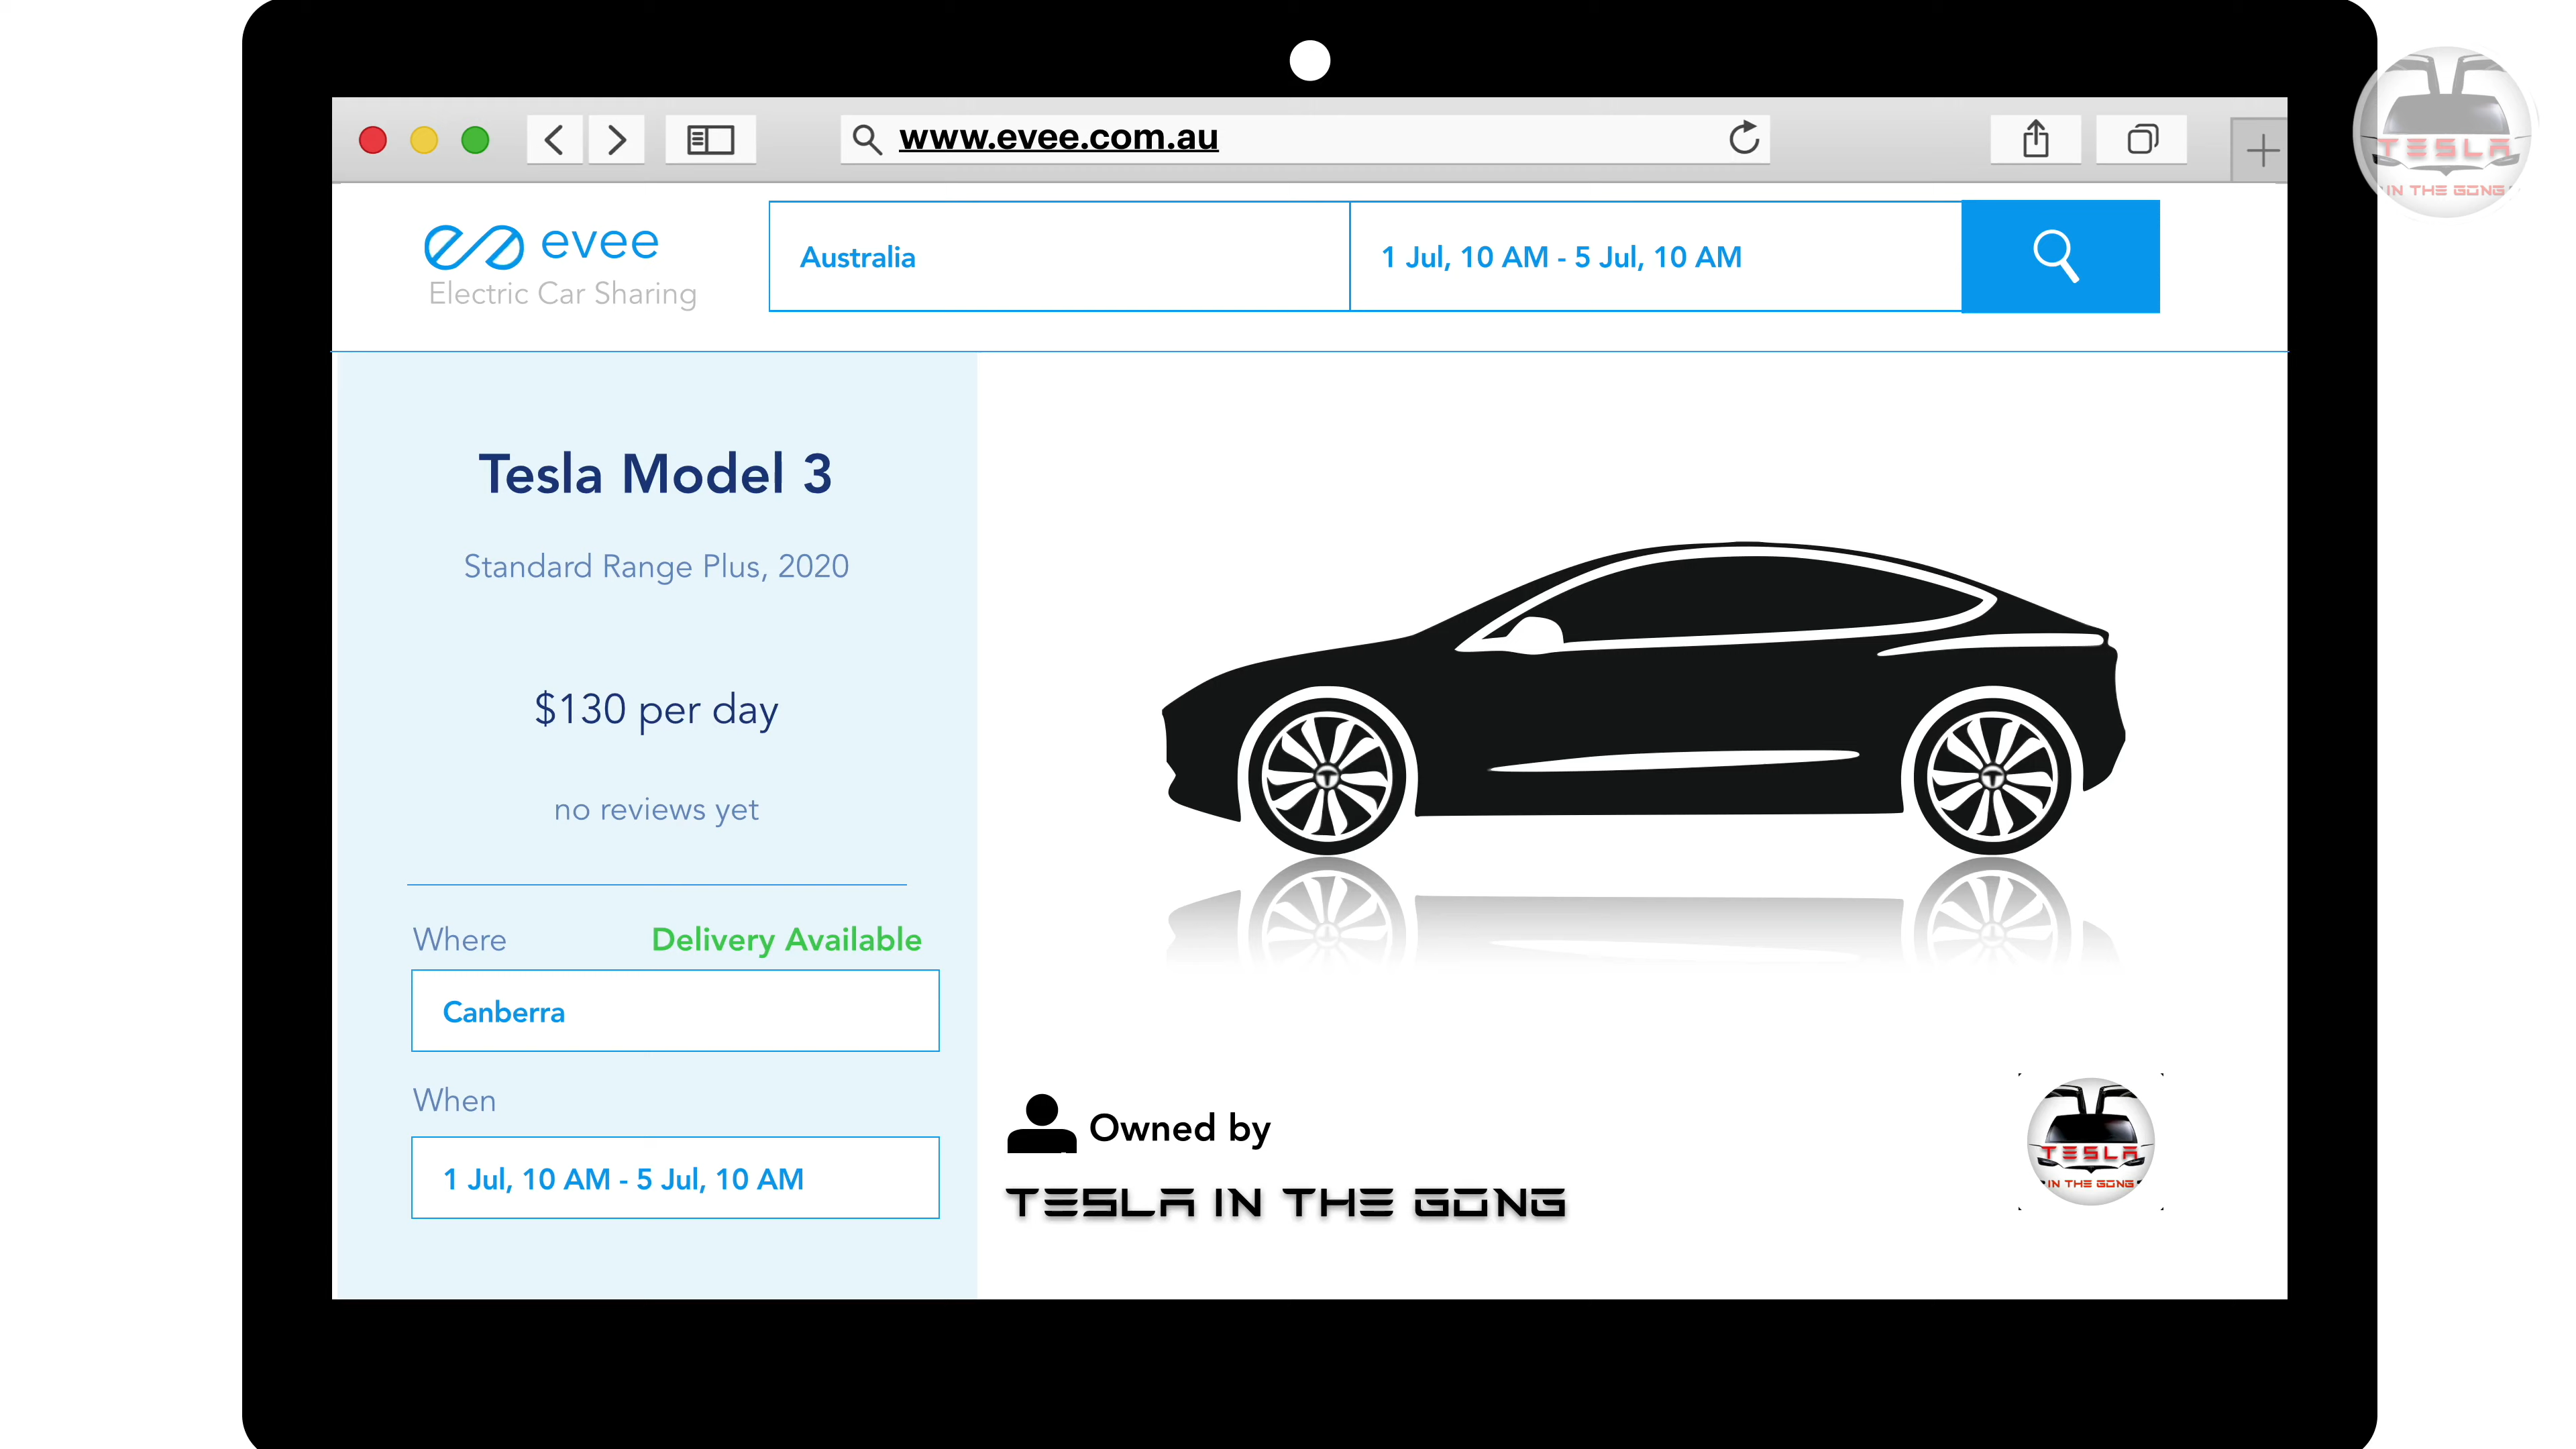 www.evee.com.au
TESLA
IN THE GONG
evee
Electric Car Sharing
Australia
1 Jul, 10 AM - 5 Jul, 10 AM
Tesla Model 3
Standard Range Plus, 2020
$130 per day
no reviews yet
Where
Delivery Available
Canberra
When
1 Jul, 10 AM - 5 Jul, 10 AM
Owned by
TESLA IN THE GONG
TESLA
IN THE GONG